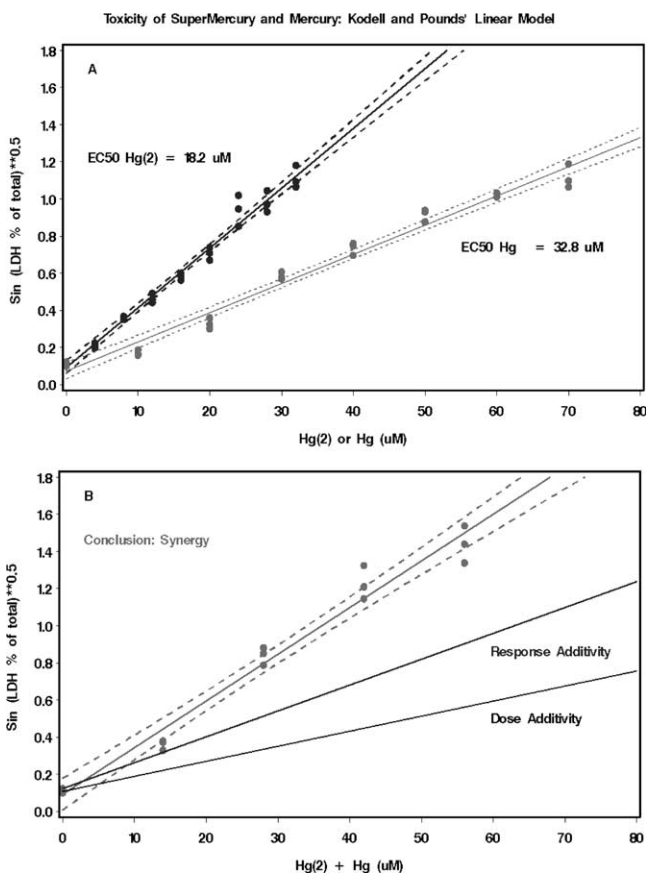 Toxicity of SuperMercury and Mercury: Kodell and Pounds' Linear Model
A
EC50 Hg(2) = 18.2 uM
EC50 Hg = 32.8 uM
Sin (LDH % of total)**0.5
1.8
1.6
1.4
1.2
1.0
0.8
0.6
0.4
0.2
0.0
0 10 20 30 40 50 60 70 80
Hg(2) or Hg (uM)
B
Conclusion: Synergy
Response Additivity
Dose Additivity
Sin (LDH % of total)**0.5
1.8
1.6
1.4
1.2
1.0
0.8
0.6
0.4
0.2
0.0
0 10 20 30 40 50 60 70 80
Hg(2) + Hg (uM)